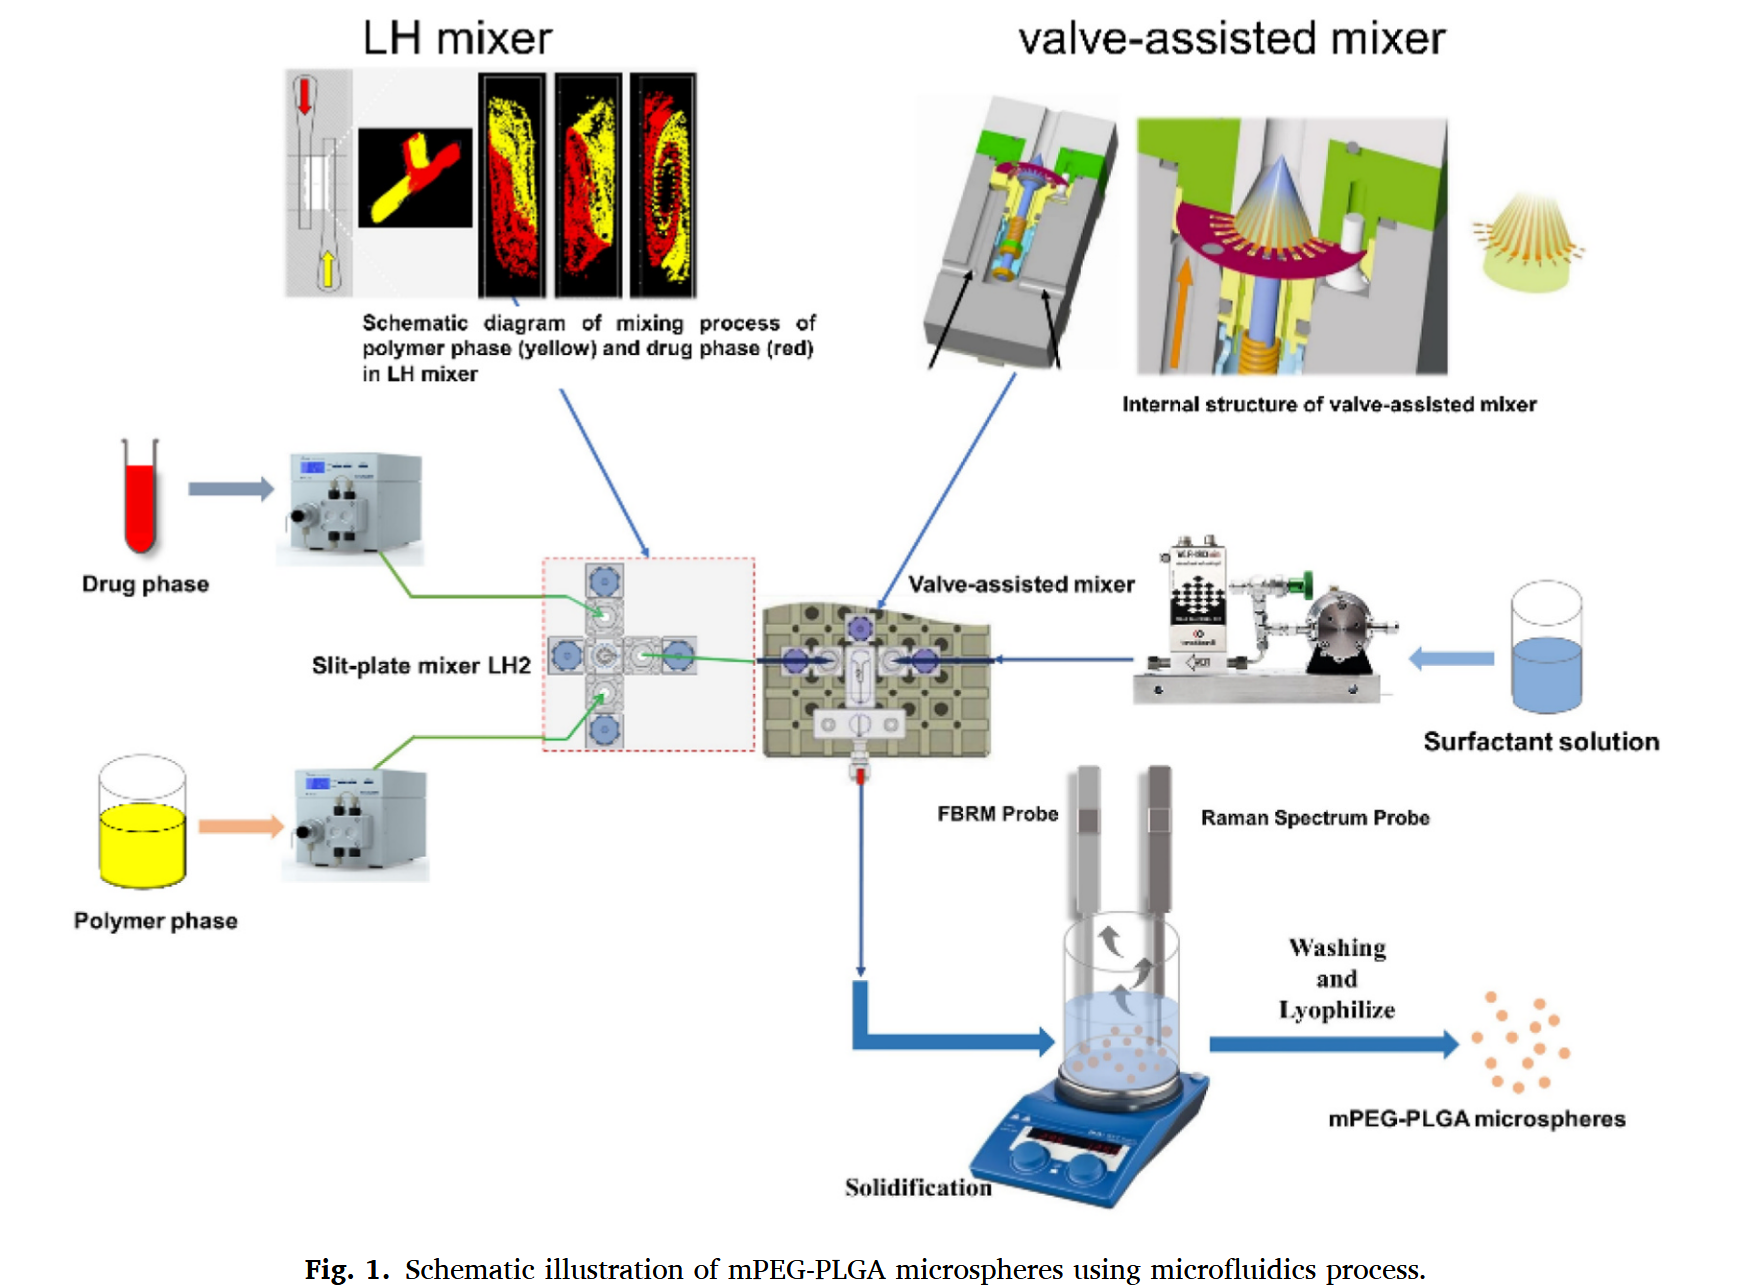 LH mixer
valve-assisted mixer
Schematic diagram of mixing process of
polymer phase (yellow) and drug phase (red)
in LH mixer
Internal structure of valve-assisted mixer
Drug phase
Slit-plate mixer LH2
Valve-assisted mixer
Surfactant solution
Polymer phase
FBRM Probe
Raman Spectrum Probe
Washing
and
Lyophilize
mPEG-PLGA microspheres
Solidification
Fig. 1. Schematic illustration of mPEG-PLGA microspheres using microfluidics process.